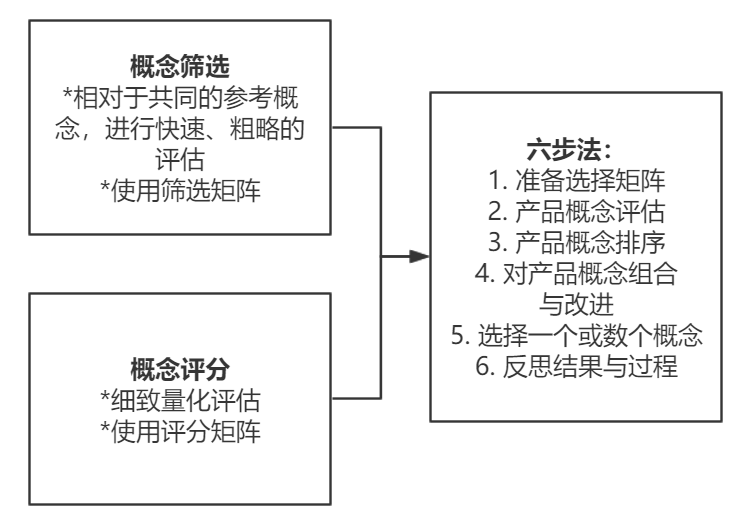 概念筛选
*相对于共同的参考概
念，进行快速、粗略的
评估
*使用筛选矩阵
概念评分
*细致量化评估
*使用评分矩阵
六步法：
1. 准备选择矩阵
2. 产品概念评估
3. 产品概念排序
4. 对产品概念组合
与改进
5. 选择一个或数个概念
6. 反思结果与过程